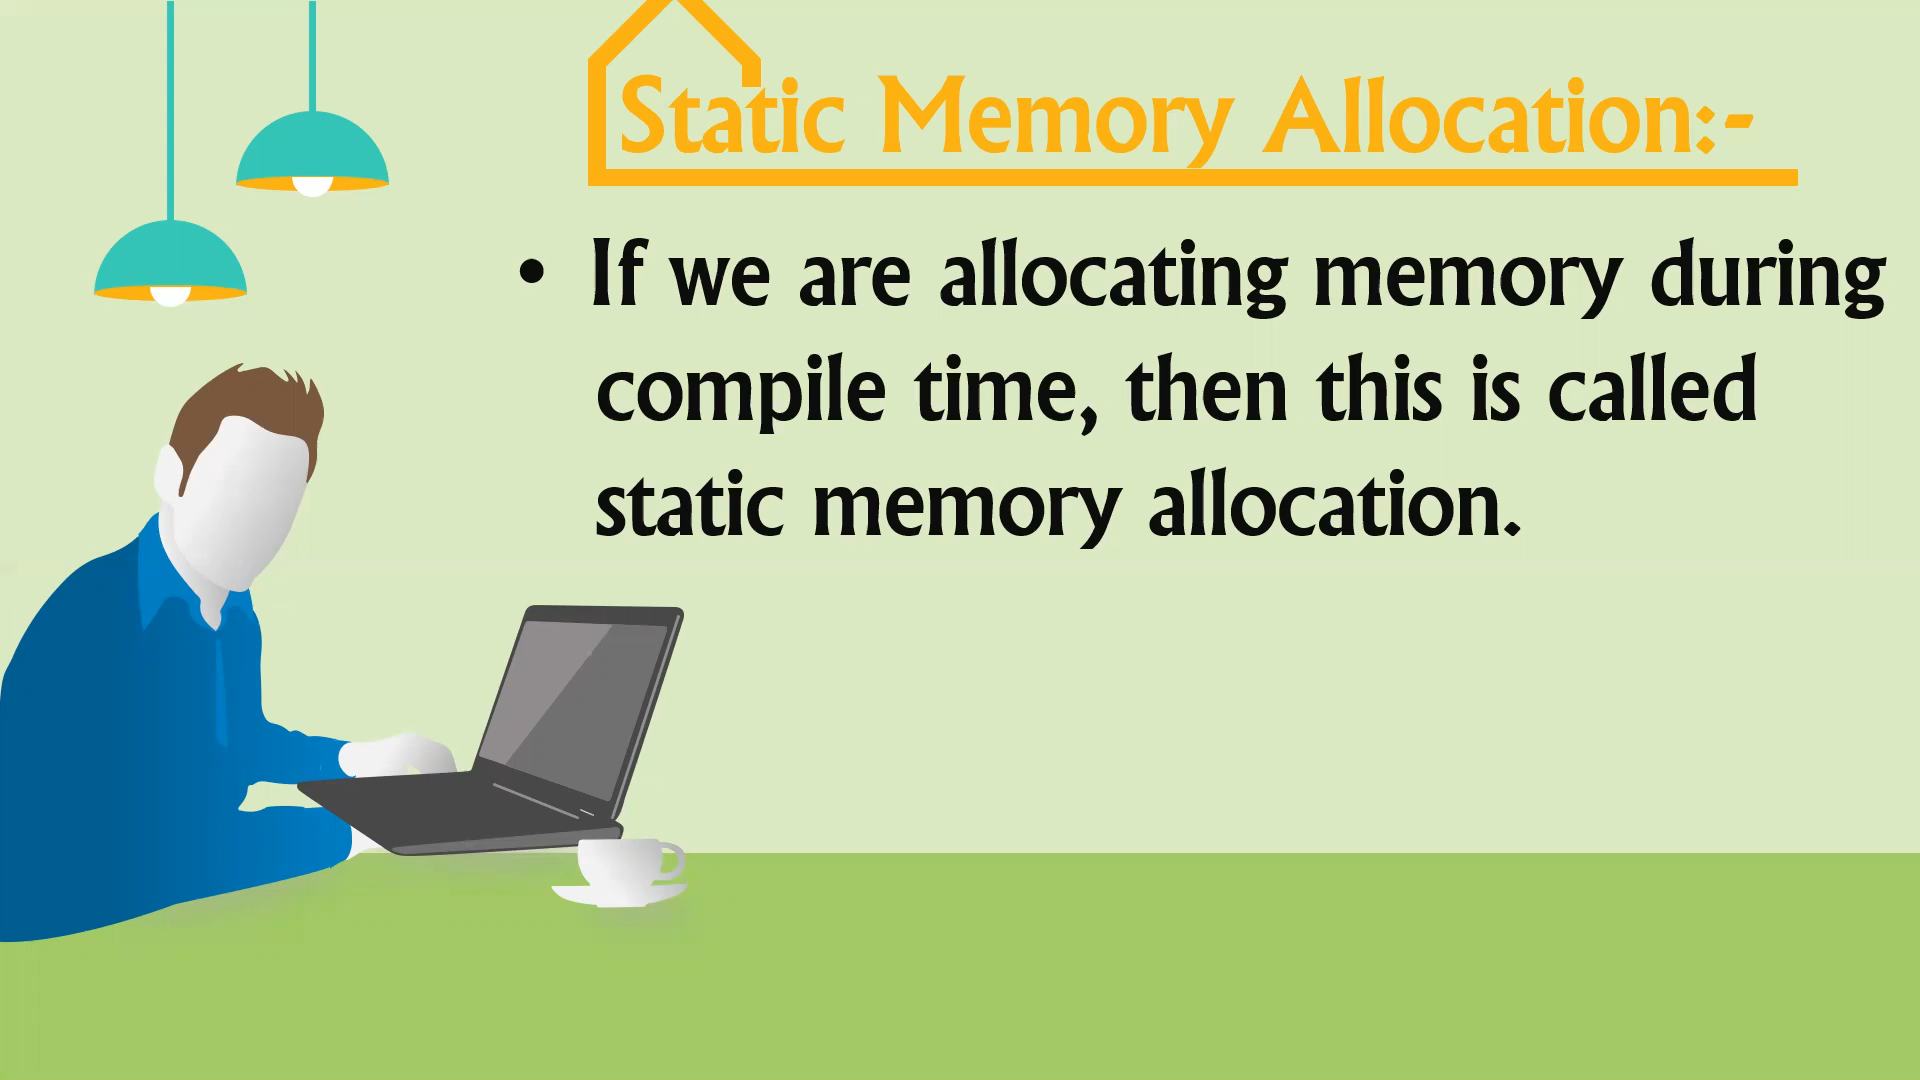 Static Memory Allocation:-
• If we are allocating memory during
compile time, then this is called
static memory allocation.